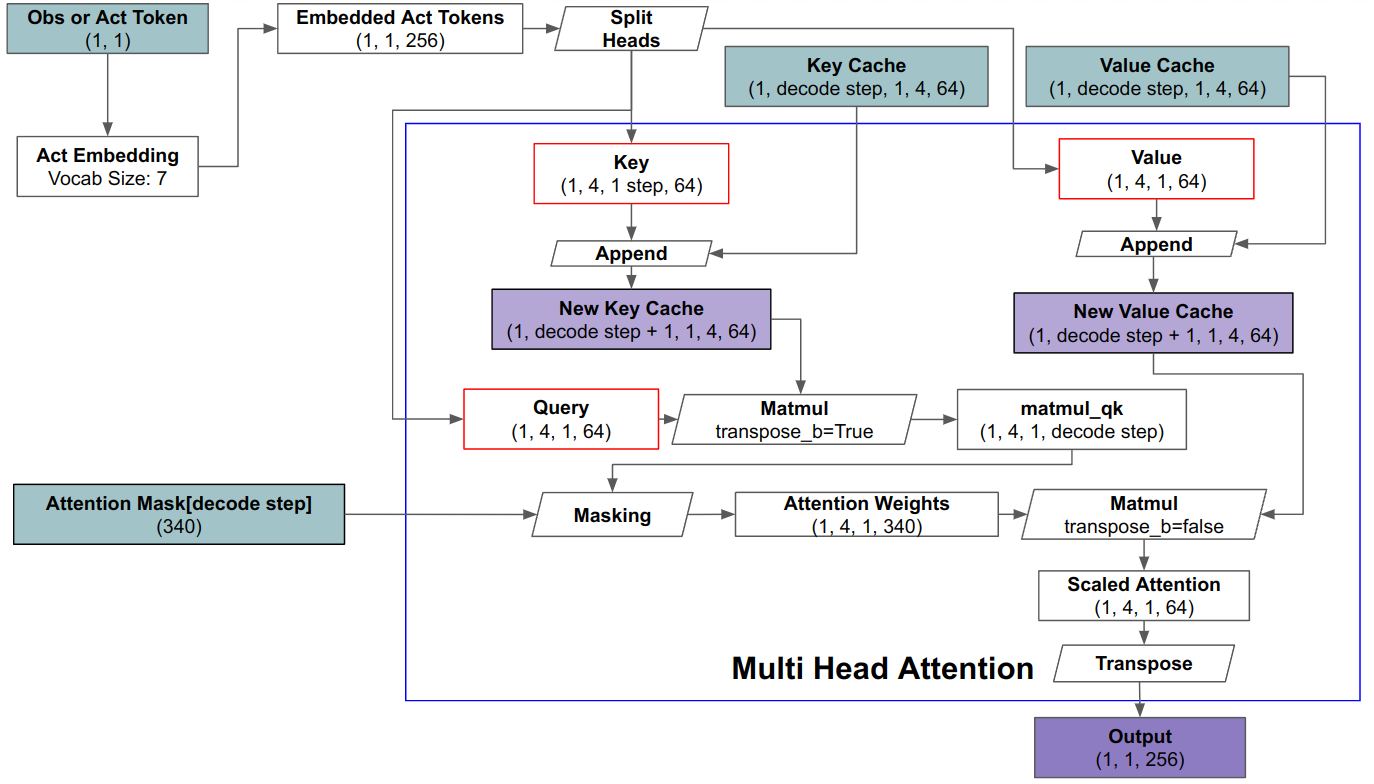 Obs or Act Token
(1, 1)
Embedded Act Tokens
(1, 1, 256)
Split
Heads
Key Cache
(1, decode step, 1, 4, 64)
Value Cache
(1, decode step, 1, 4, 64)
Act Embedding
Vocab Size: 7
Key
(1, 4, 1 step, 64)
Value
(1, 4, 1, 64)
Append
Append
New Key Cache
(1, decode step + 1, 1, 4, 64)
New Value Cache
(1, decode step + 1, 1, 4, 64)
Query
(1, 4, 1, 64)
Matmul
transpose_b=True
matmul_qk
(1, 4, 1, decode step)
Attention Mask[decode step]
(340)
Masking
Attention Weights
(1, 4, 1, 340)
Matmul
transpose_b=false
Scaled Attention
(1, 4, 1, 64)
Multi Head Attention
Transpose
Output
(1, 1, 256)